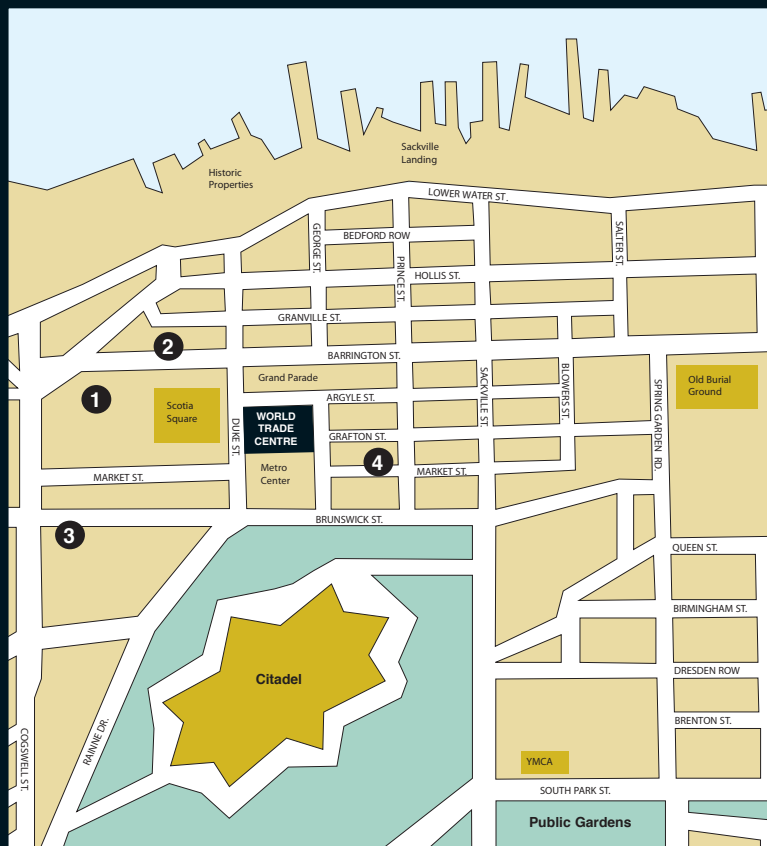 Sackville
Landing
Historic
Properties
LOWER WATER ST.
GEORGE ST.
BEDFORD ROW
SALTER ST.
PRINCE ST.
HOLLIS ST.
GRANVILLE ST.
2
BARRINGTON ST.
Grand Parade
SACKVILLE ST.
BLOWERS ST.
SPRING GARDEN RD.
Old Burial
Ground
1
Scotia
Square
ARGYLE ST.
DUKE ST.
WORLD
TRADE
CENTRE
GRAFTON ST.
4
Metro
Center
MARKET ST.
MARKET ST.
BRUNSWICK ST.
3
QUEEN ST.
BIRMINGHAM ST.
Citadel
DRESDEN ROW
BRENTON ST.
RAINNE DR.
COGSWELL ST.
YMCA
SOUTH PARK ST.
Public Gardens